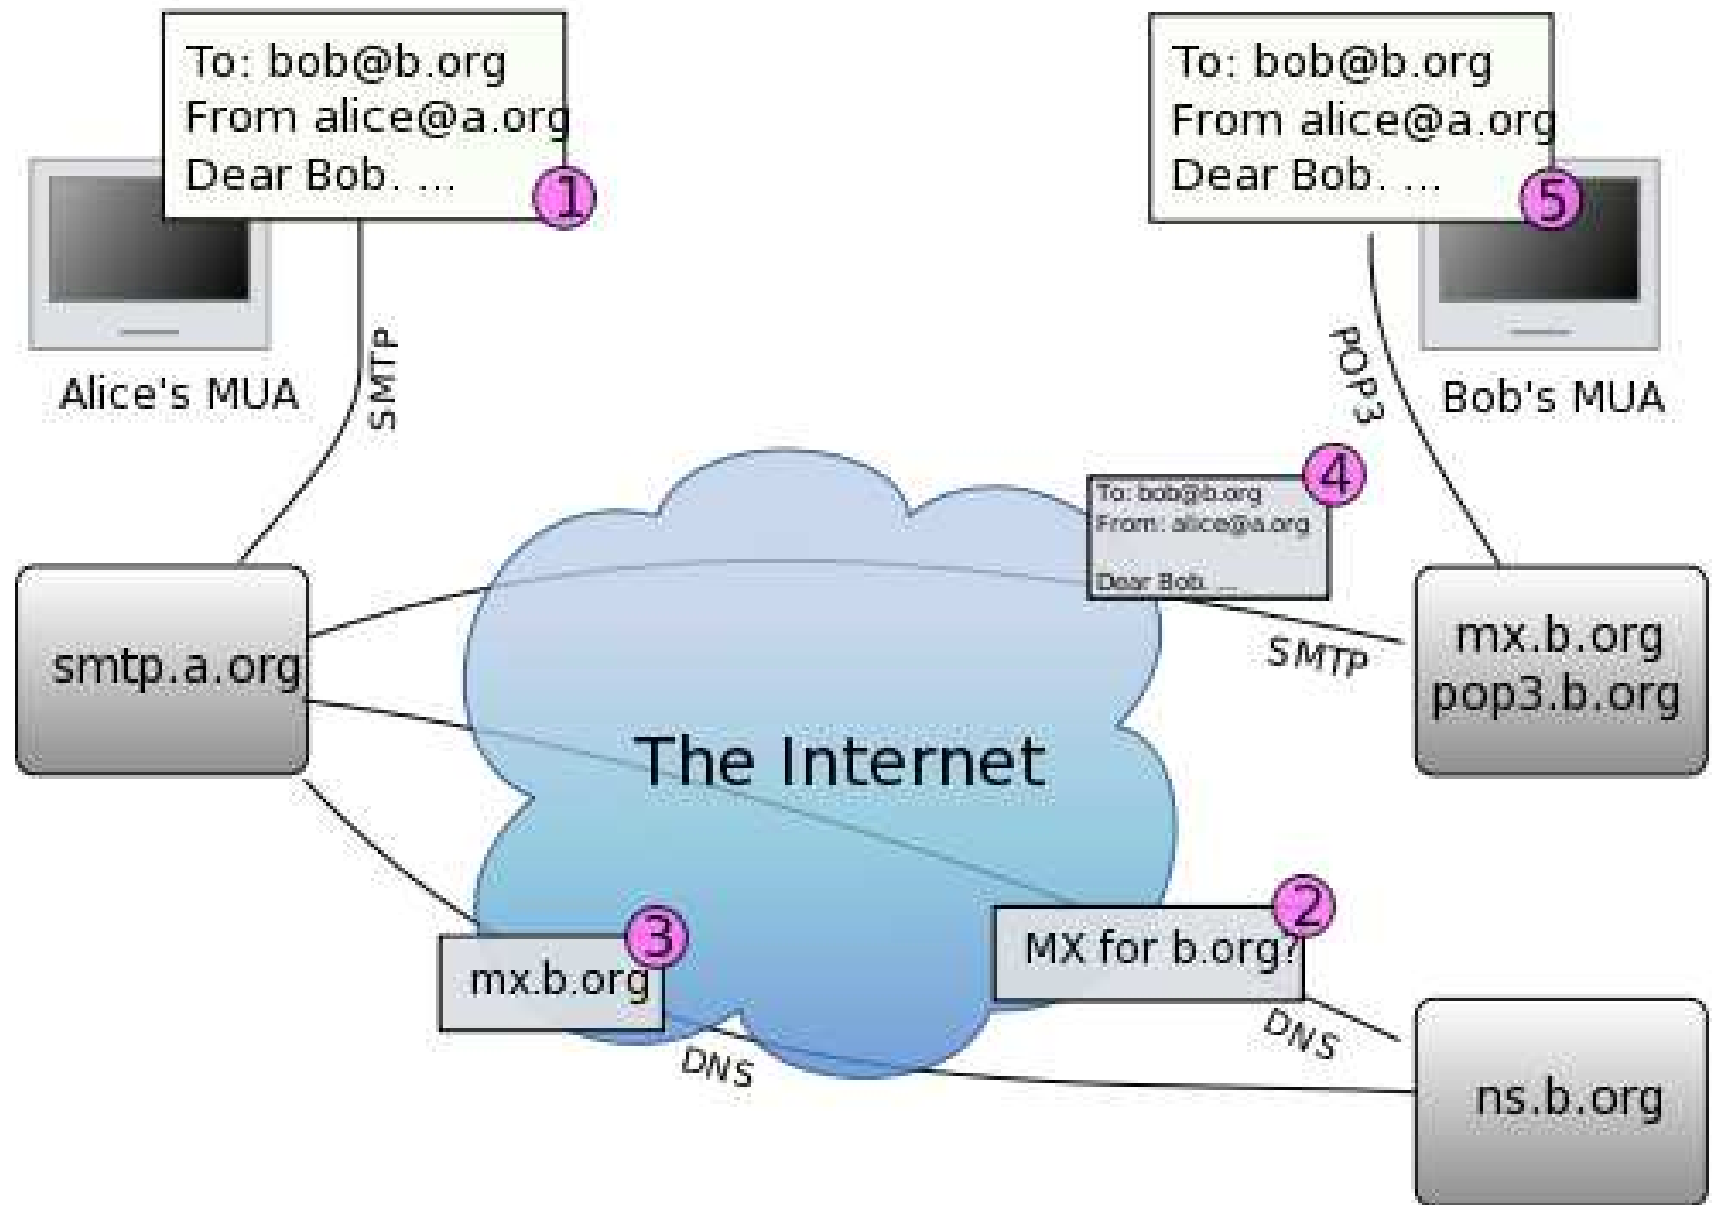 To: bob@b.org
From alice@a.org
Dear Bob. ...
1
To: bob@b.org
From alice@a.org
Dear Bob. ...
5
SMTP
Alice's MUA
POP3
Bob's MUA
4
To: bob@b.org
From: alice@a.org
Dear Bob. ...
SMTP
smtp.a.org
mx.b.org
pop3.b.org
The Internet
3
mx.b.org
DNS
2
MX for b.org?
DNS
ns.b.org